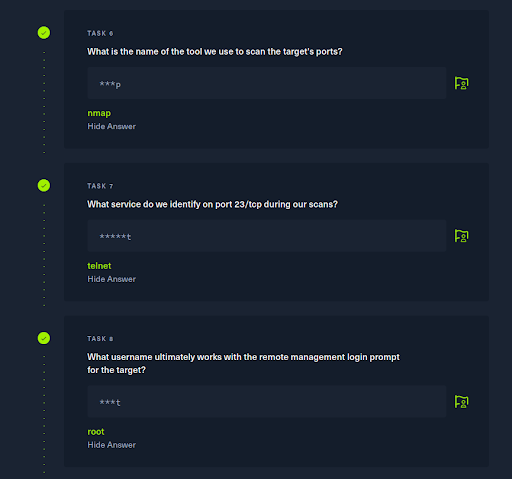 TASK 6
What is the name of the tool we use to scan the target's ports?
***p
nmap
Hide Answer
TASK 7
What service do we identify on port 23/tcp during our scans?
*****t
telnet
Hide Answer
TASK 8
What username ultimately works with the remote management login prompt
for the target?
***t
root
Hide Answer